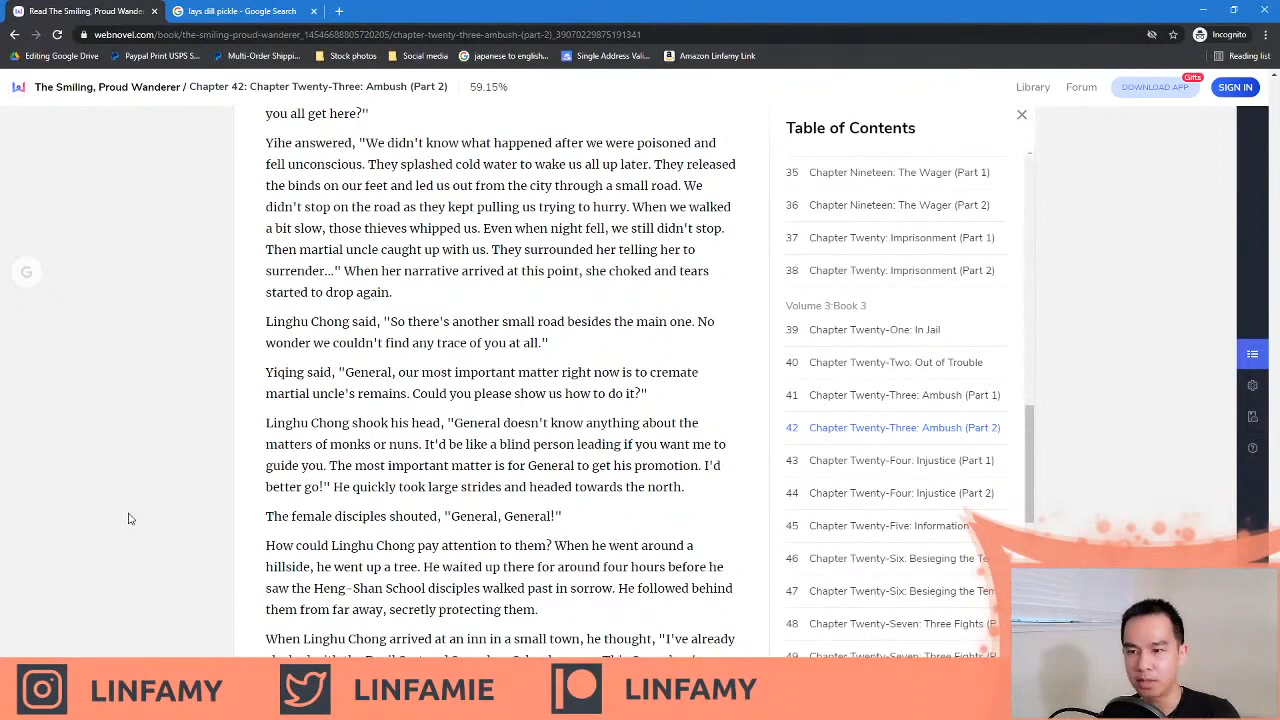 Read The Smiling, Proud Wander
lays dill pickle - Google Search
webnovel.com/book/the-smiling-proud-wanderer_14546688805720205/chapter-twenty-three-ambush-(part-2)_39070229875191341
Incognito
Editing Google Drive
Paypal Print USPS S...
Multi-Order Shippi...
Stock photos
Social media
japanese to english...
Single Address Vali...
Amazon Linfamy Link
Reading list
The Smiling, Proud Wanderer / Chapter 42: Chapter Twenty-Three: Ambush (Part 2)
59.15%
Library
Forum
DOWNLOAD APP
Gifts
SIGN IN
you all get here?"
Yihe answered, "We didn't know what happened after we were poisoned and
fell unconscious. They splashed cold water to wake us all up later. They released
the binds on our feet and led us out from the city through a small road. We
didn't stop on the road as they kept pulling us trying to hurry. When we walked
a bit slow, those thieves whipped us. Even when night fell, we still didn't stop.
Then martial uncle caught up with us. They surrounded her telling her to
surrender..." When her narrative arrived at this point, she choked and tears
started to drop again.
Linghu Chong said, "So there's another small road besides the main one. No
wonder we couldn't find any trace of you at all."
Yiqing said, "General, our most important matter right now is to cremate
martial uncle's remains. Could you please show us how to do it?"
Linghu Chong shook his head, "General doesn't know anything about the
matters of monks or nuns. It'd be like a blind person leading if you want me to
guide you. The most important matter is for General to get his promotion. I'd
better go!" He quickly took large strides and headed towards the north.
The female disciples shouted, "General, General!"
How could Linghu Chong pay attention to them? When he went around a
hillside, he went up a tree. He waited up there for around four hours before he
saw the Heng-Shan School disciples walked past in sorrow. He followed behind
them from far away, secretly protecting them.
When Linghu Chong arrived at an inn in a small town, he thought, "I've already
Table of Contents
35 Chapter Nineteen: The Wager (Part 1)
36 Chapter Nineteen: The Wager (Part 2)
37 Chapter Twenty: Imprisonment (Part 1)
38 Chapter Twenty: Imprisonment (Part 2)
Volume 3:Book 3
39 Chapter Twenty-One: In Jail
40 Chapter Twenty-Two: Out of Trouble
41 Chapter Twenty-Three: Ambush (Part 1)
42 Chapter Twenty-Three: Ambush (Part 2)
43 Chapter Twenty-Four: Injustice (Part 1)
44 Chapter Twenty-Four: Injustice (Part 2)
45 Chapter Twenty-Five: Information
46 Chapter Twenty-Six: Besieging the Te
47 Chapter Twenty-Six: Besieging the Tem
48 Chapter Twenty-Seven: Three Fights (P
49 Chapter Twenty-Seven: Three Fights (P
LINFAMY
LINFAMIE
LINFAMY